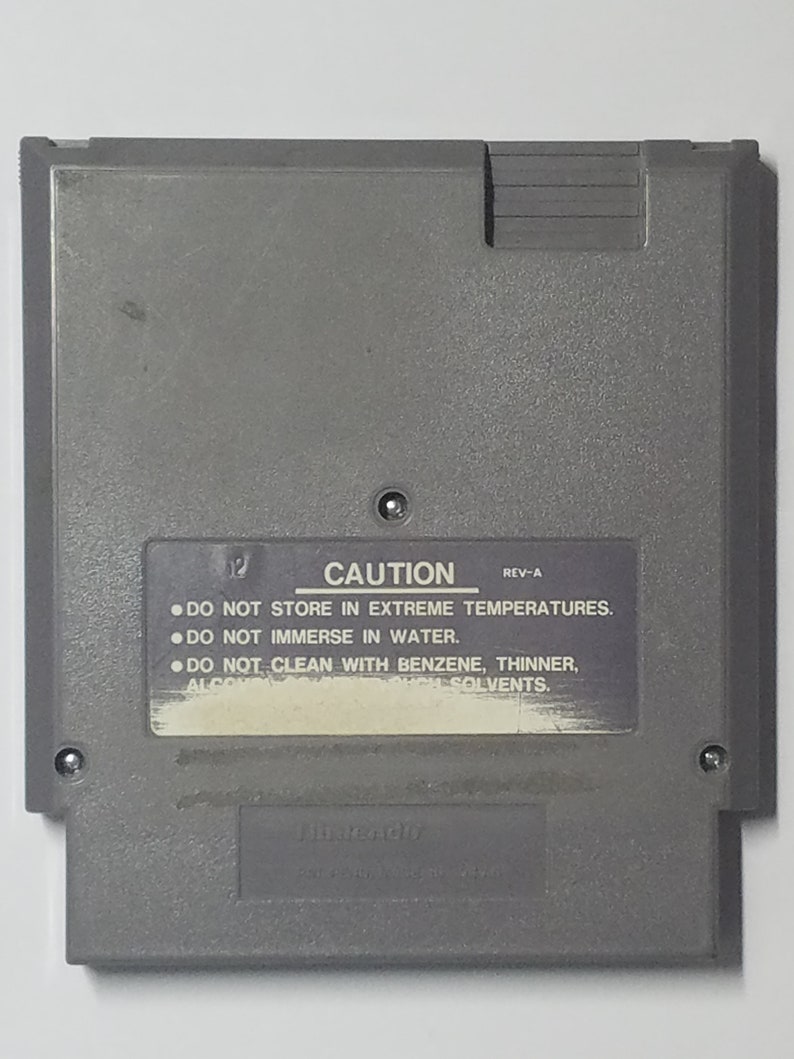 12
CAUTION REV-A
● DO NOT STORE IN EXTREME TEMPERATURES.
● DO NOT IMMERSE IN WATER.
● DO NOT CLEAN WITH BENZENE, THINNER,
SOLVENTS.
Nintendo